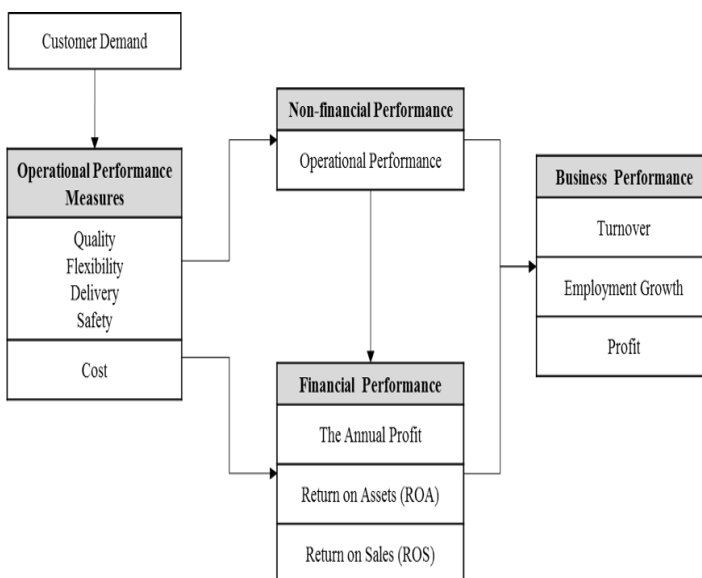 Customer Demand
Operational Performance
Measures
Quality
Flexibility
Delivery
Safety
Cost
Non-financial Performance
Operational Performance
Financial Performance
The Annual Profit
Return on Assets (ROA)
Return on Sales (ROS)
Business Performance
Turnover
Employment Growth
Profit